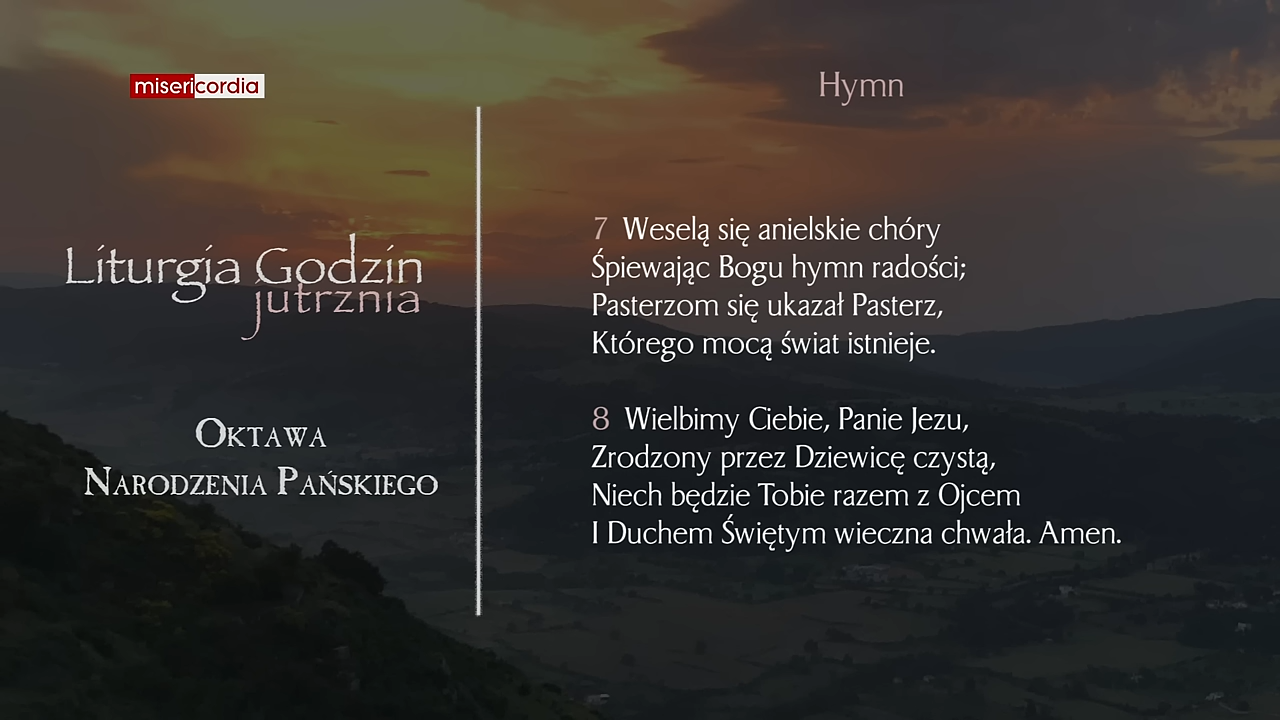 misericordia
Liturgia Godzin
jutrznia
Oktawa
Narodzenia Pańskiego
Hymn
7 Weselą się anielskie chóry
Śpiewając Bogu hymn radości;
Pasterzom się ukazał Pasterz,
Którego mocą świat istnieje.
8 Wielbimy Ciebie, Panie Jezu,
Zrodzony przez Dziewicę czystą,
Niech będzie Tobie razem z Ojcem
I Duchem Świętym wieczna chwała. Amen.